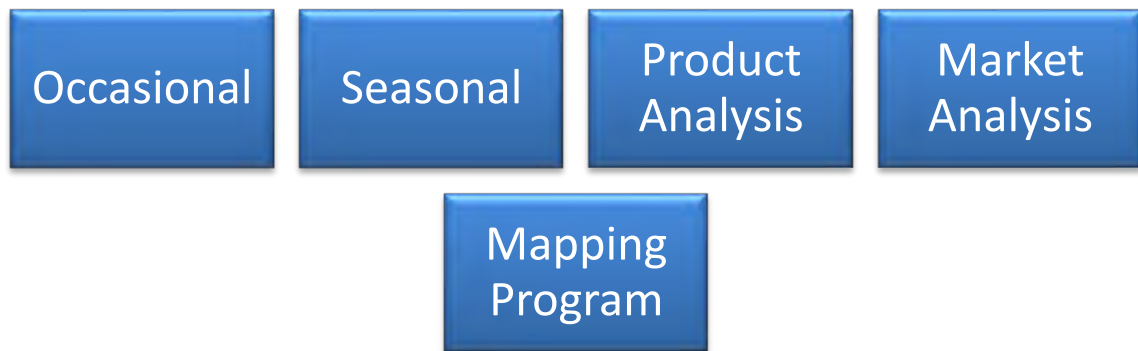 Occasional
Seasonal
Product
Analysis
Market
Analysis
Mapping
Program